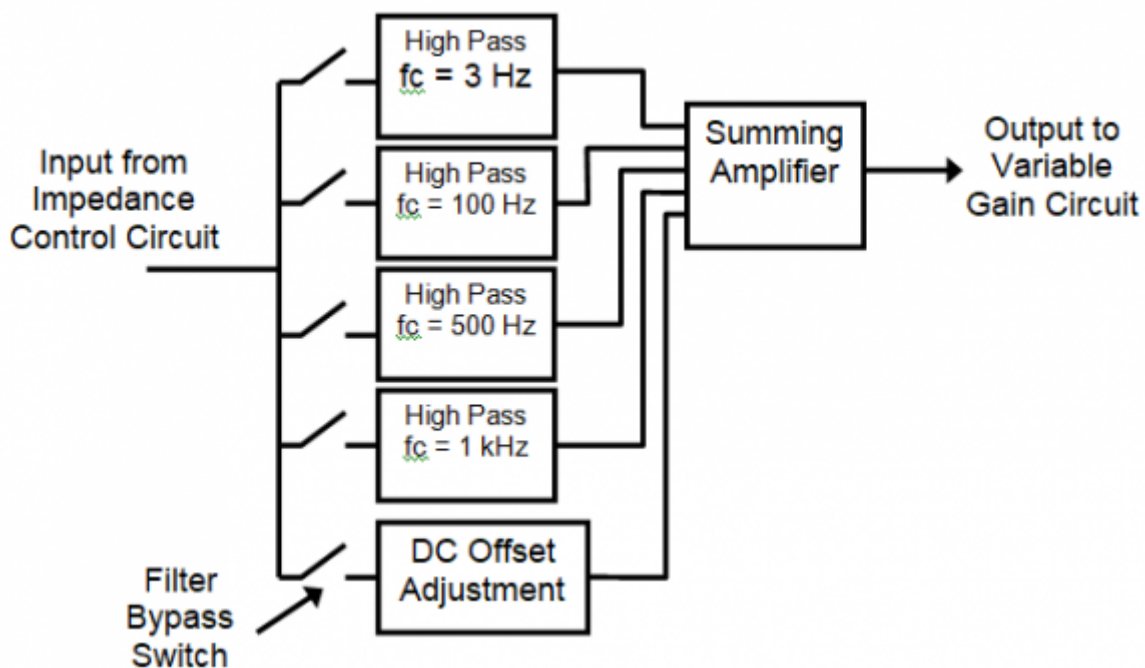 High Pass
fc = 3 Hz
Input from
Impedance
Control Circuit
High Pass
fc = 100 Hz
High Pass
fc = 500 Hz
High Pass
fc = 1 kHz
DC Offset
Adjustment
Filter
Bypass
Switch
Summing
Amplifier
Output to
Variable
Gain Circuit